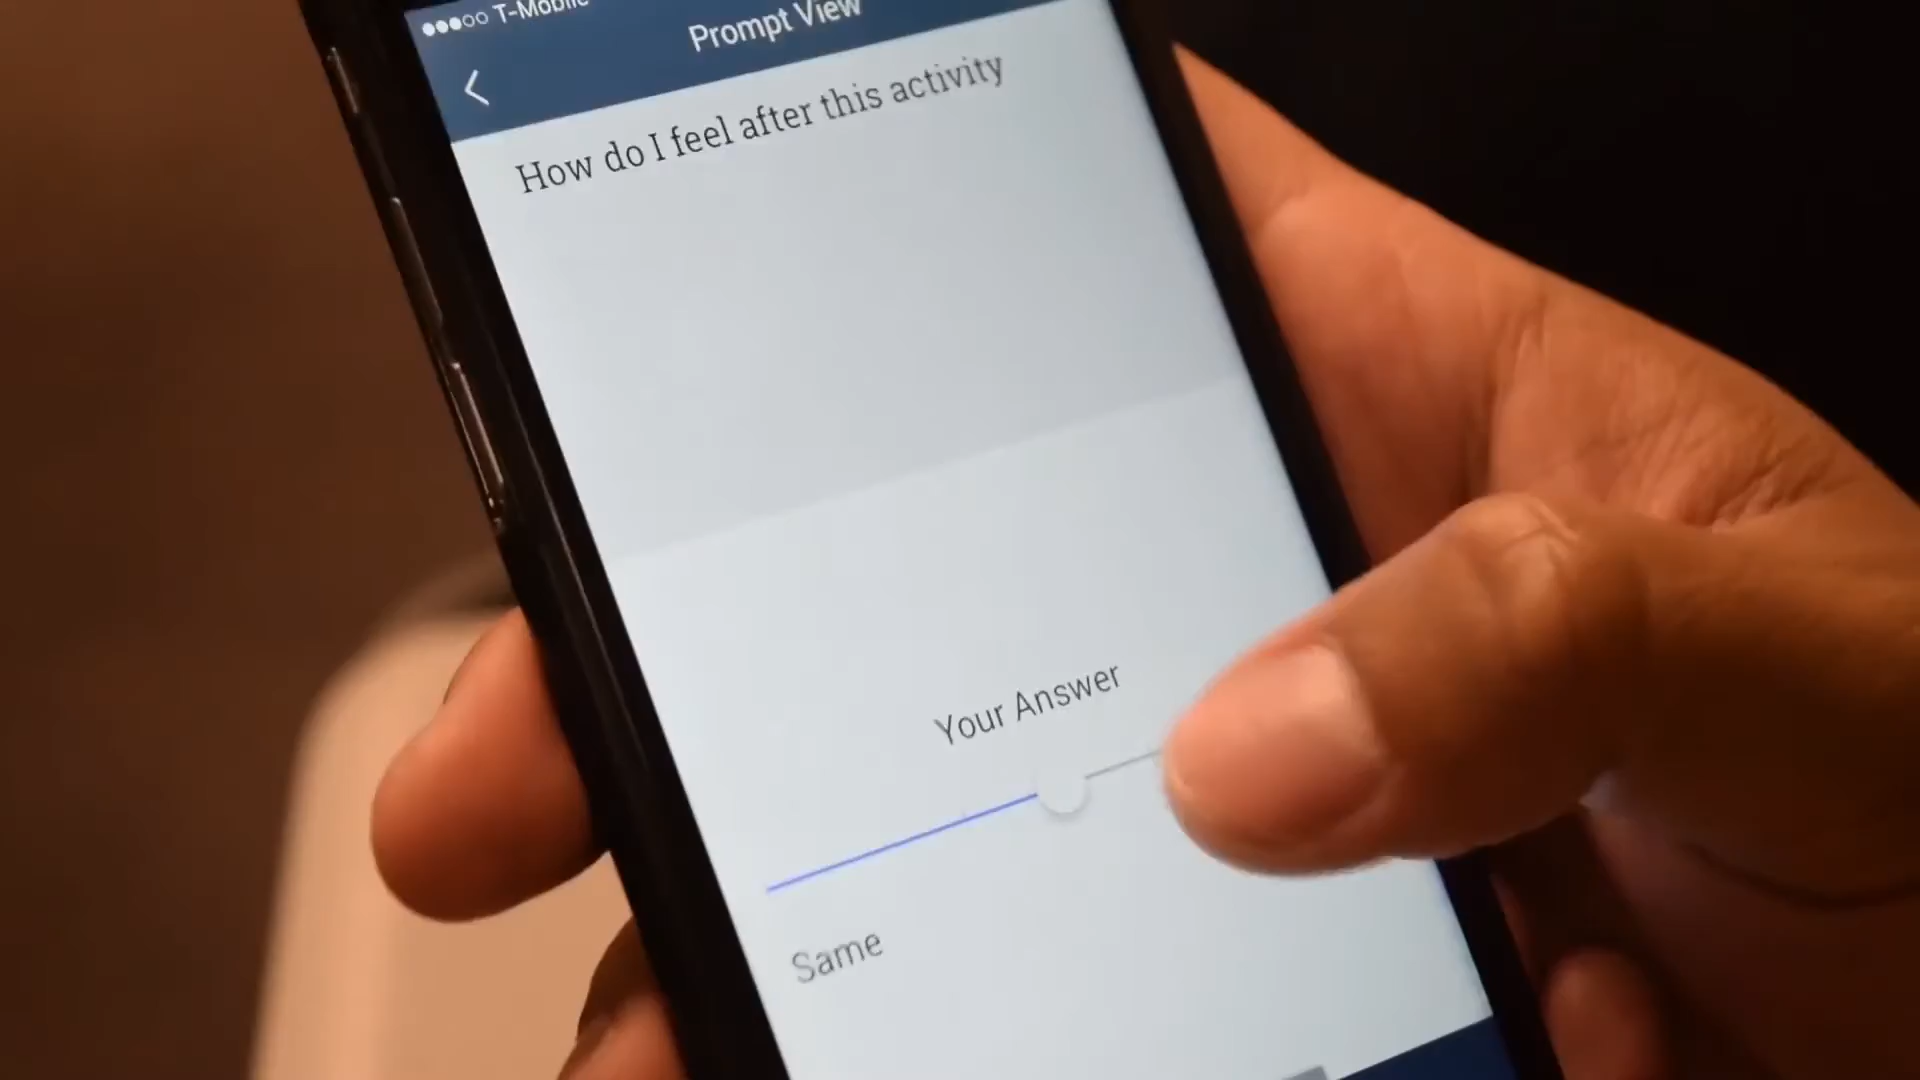 T-Mobile
Prompt View
How do I feel after this activity
Your Answer
Same